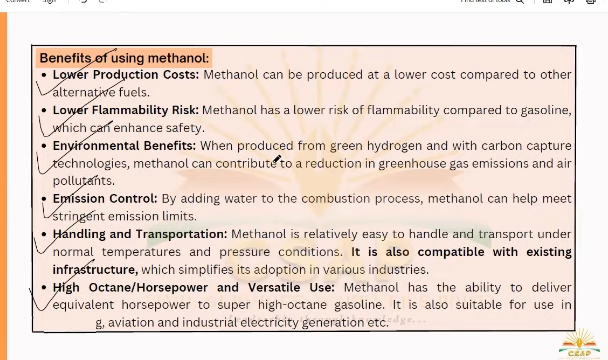 Benefits of using methanol:
• Lower Production Costs: Methanol can be produced at a lower cost compared to other
alternative fuels.
• Lower Flammability Risk: Methanol has a lower risk of flammability compared to gasoline,
which can enhance safety.
• Environmental Benefits: When produced from green hydrogen and with carbon capture
technologies, methanol can contribute to a reduction in greenhouse gas emissions and air
pollutants.
• Emission Control: By adding water to the combustion process, methanol can help meet
stringent emission limits.
• Handling and Transportation: Methanol is relatively easy to handle and transport under
normal temperatures and pressure conditions. It is also compatible with existing
infrastructure, which simplifies its adoption in various industries.
• High Octane/Horsepower and Versatile Use: Methanol has the ability to deliver
equivalent horsepower to super high-octane gasoline. It is also suitable for use in
g, aviation and industrial electricity generation etc.
CSAP